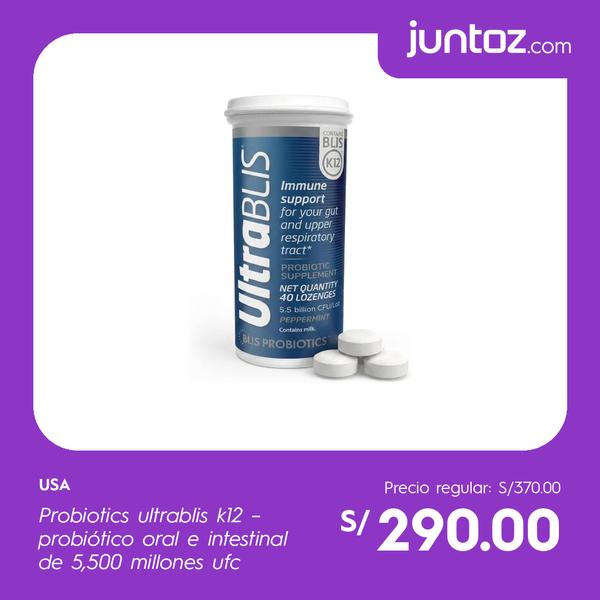 juntoz.com
CONTAINS
BLIS
K12
UltraBLIS
Immune
support
for your gut
and upper
respiratory
tract*
PROBIOTIC
SUPPLEMENT
NET QUANTITY
40 LOZENGES
5.5 billion CFU/Loz
PEPPERMINT
Contains milk.
BLIS PROBIOTICS
USA
Probiotics ultrablis k12 –
probiótico oral e intestinal
de 5,500 millones ufc
Precio regular: S/370.00
S/ 290.00